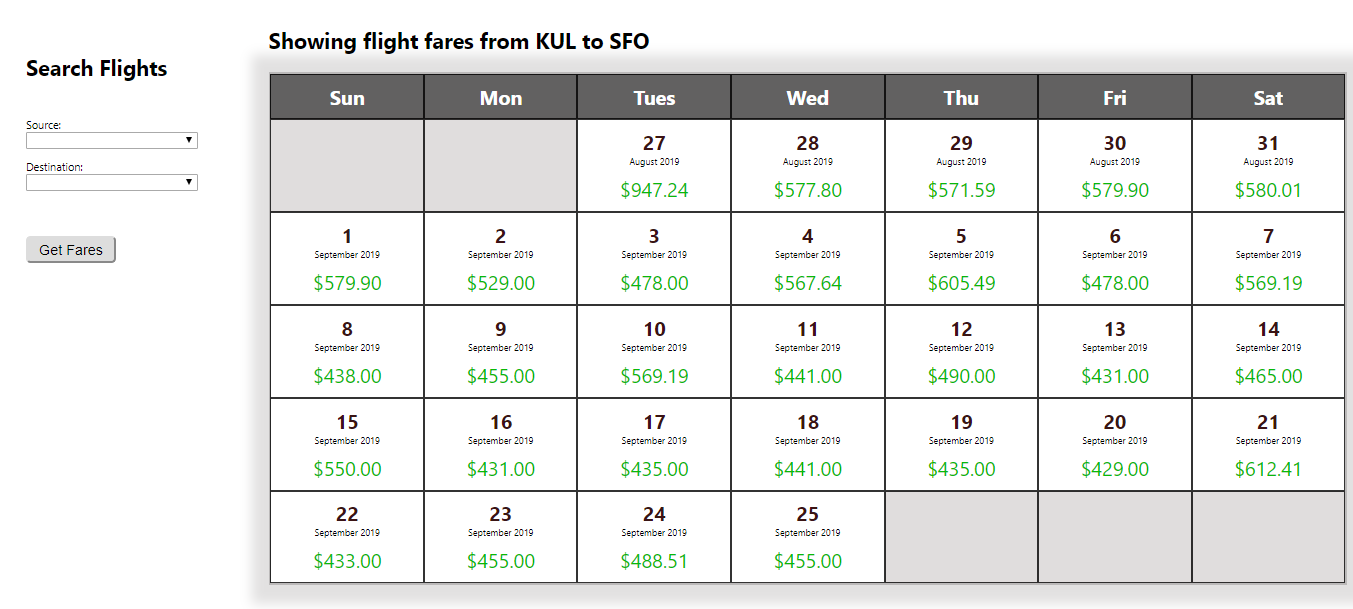 Showing flight fares from KUL to SFO
Search Flights
Source:
Destination:
Get Fares
Sun Mon Tues Wed Thu Fri Sat
27 28 29 30 31
August 2019 August 2019 August 2019 August 2019 August 2019
$947.24 $577.80 $571.59 $579.90 $580.01
1 2 3 4 5 6 7
September 2019 September 2019 September 2019 September 2019 September 2019 September 2019 September 2019
$579.90 $529.00 $478.00 $567.64 $605.49 $478.00 $569.19
8 9 10 11 12 13 14
September 2019 September 2019 September 2019 September 2019 September 2019 September 2019 September 2019
$438.00 $455.00 $569.19 $441.00 $490.00 $431.00 $465.00
15 16 17 18 19 20 21
September 2019 September 2019 September 2019 September 2019 September 2019 September 2019 September 2019
$550.00 $431.00 $435.00 $441.00 $435.00 $429.00 $612.41
22 23 24 25
September 2019 September 2019 September 2019 September 2019
$433.00 $455.00 $488.51 $455.00